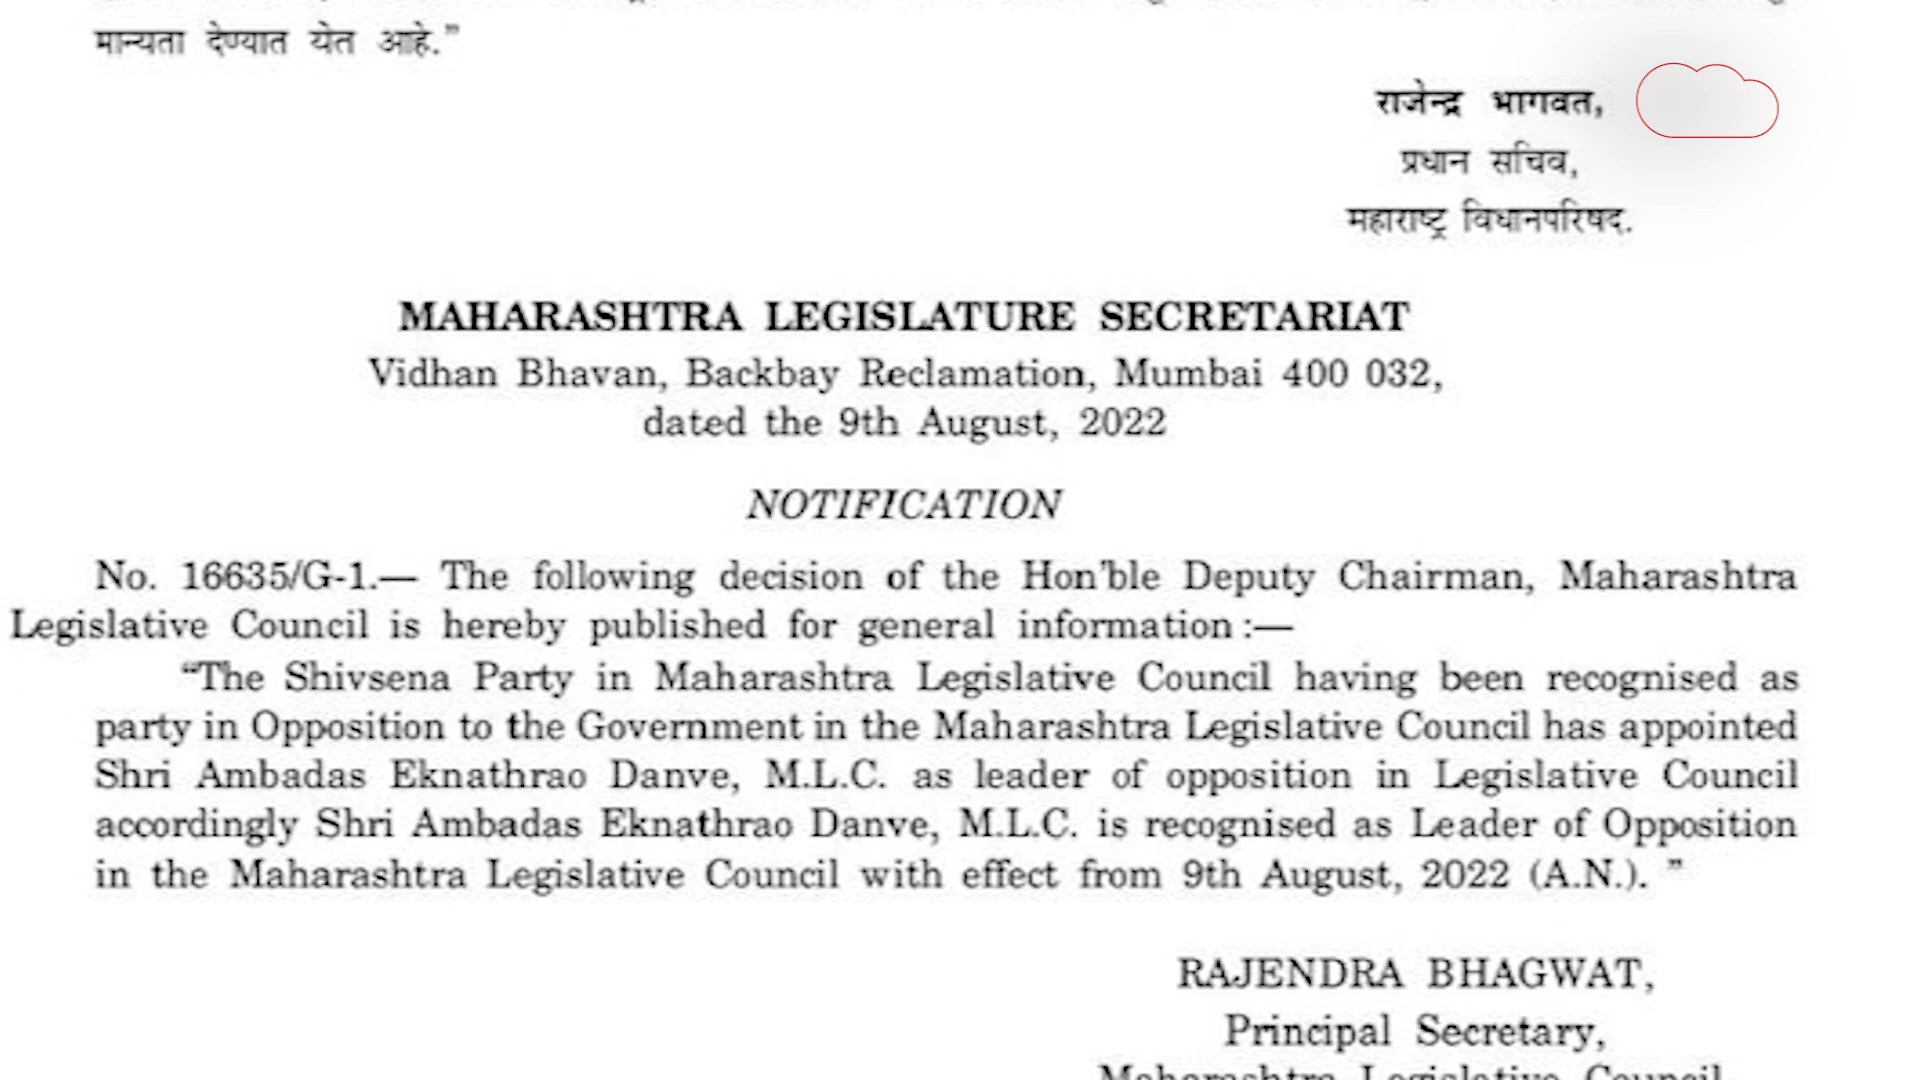 मान्यता देण्यात येत आहे.”
राजेन्द्र भागवत,
प्रधान सचिव,
महाराष्ट्र विधानपरिषद.
MAHARASHTRA LEGISLATURE SECRETARIAT
Vidhan Bhavan, Backbay Reclamation, Mumbai 400 032,
dated the 9th August, 2022
NOTIFICATION
No. 16635/G-1.— The following decision of the Hon’ble Deputy Chairman, Maharashtra
Legislative Council is hereby published for general information :—
“The Shivsena Party in Maharashtra Legislative Council having been recognised as
party in Opposition to the Government in the Maharashtra Legislative Council has appointed
Shri Ambadas Eknathrao Danve, M.L.C. as leader of opposition in Legislative Council
accordingly Shri Ambadas Eknathrao Danve, M.L.C. is recognised as Leader of Opposition
in the Maharashtra Legislative Council with effect from 9th August, 2022 (A.N.). ”
RAJENDRA BHAGWAT,
Principal Secretary,
Maharashtra Legislative Council.